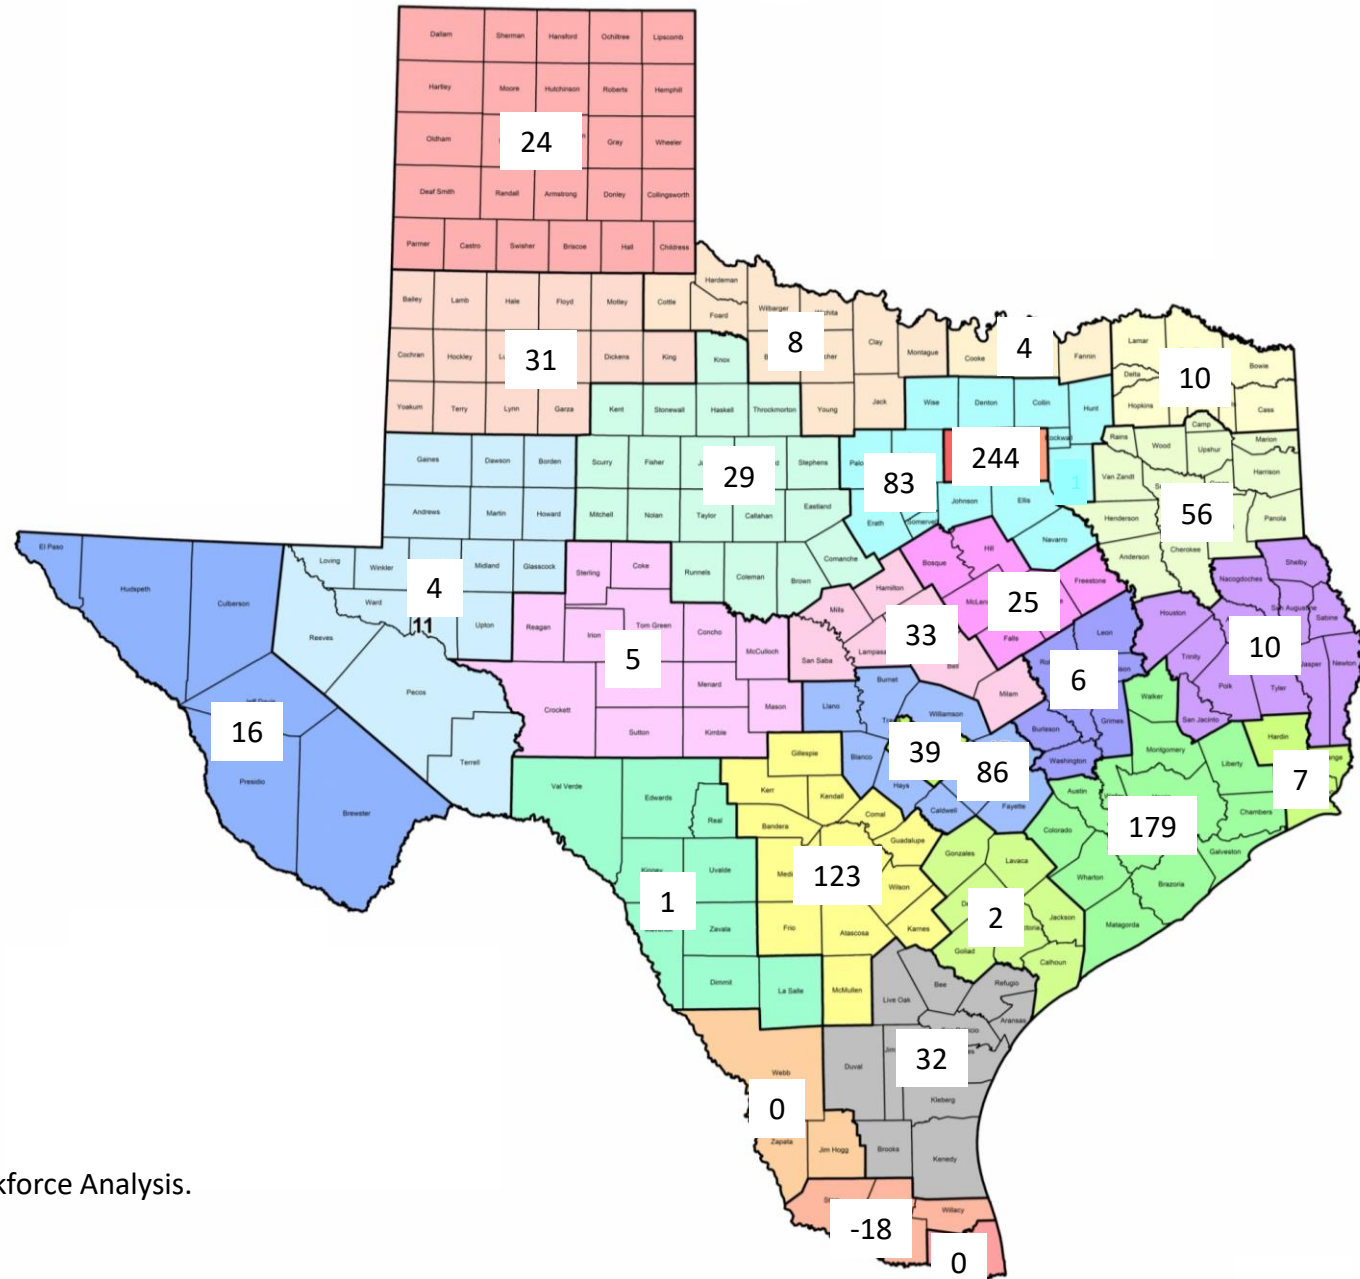 Dallam Sherman Hansford Ochiltree Lipscomb
Hartley Moore Hutchinson Roberts Hemphill
Oldham 24 Gray Wheeler
Deaf Smith Randall Armstrong Donley Collingsworth
Parmer Castro Swisher Briscoe Hall Childress
Hardeman
Bailey Lamb Hale Floyd Motley Cottle Foard Wilbarger
Cochran Hockley 31 Dickens King Knox 8 Clay Montague Cooke 4 Fannin Lamar
Delta 10 Bowie
Yoakum Terry Lynn Garza Kent Stonewall Haskell Throckmorton Young Jack Wise Denton Collin Hunt Hopkins Cass
Camp
Gaines Dawson Borden Scurry Fisher 29 Stephens 83 244 Rains Wood Upshur Marion
Van Zandt Harrison
1
Andrews Martin Howard Mitchell Nolan Taylor Callahan Eastland Erath Johnson Ellis Henderson 56 Panola
Navarro
El Paso Hudspeth Culberson Loving Winkler Midland Glasscock Sterling Coke Runnels Coleman Brown Comanche Bosque Hill Freestone Anderson Cherokee Shelby
Nacogdoches
4 Ward 11 Upton Reagan Irion Tom Green Concho McCulloch Mills Hamilton 25 Houston Sabine
Reeves 5 San Saba 33 Falls Leon 10
Bell Trinity Newton
Pecos Crockett Menard Mason Llano Burnet Milam 6 Walker Polk Tyler
16 Sutton Kimble Williamson Burleson Grimes San Jacinto
Gillespie Blanco 39 86 Washington Montgomery Liberty Hardin
Presidio Terrell Val Verde Edwards Kerr Kendall Hays Caldwell Fayette Austin 7
Brewster Real Bandera Comal Guadalupe Colorado 179 Chambers
Uvalde 123 Wilson Gonzales Lavaca Wharton Brazoria Galveston
1 Zavala Frio Atascosa Karnes 2 Jackson Matagorda
Goliad Calhoun
Dimmit La Salle McMullen Live Oak Bee Refugio
Aransas
Webb Duval 32
0 Kleberg
Zapata Jim Hogg Brooks Kenedy
kforce Analysis.
-18 Willacy
0